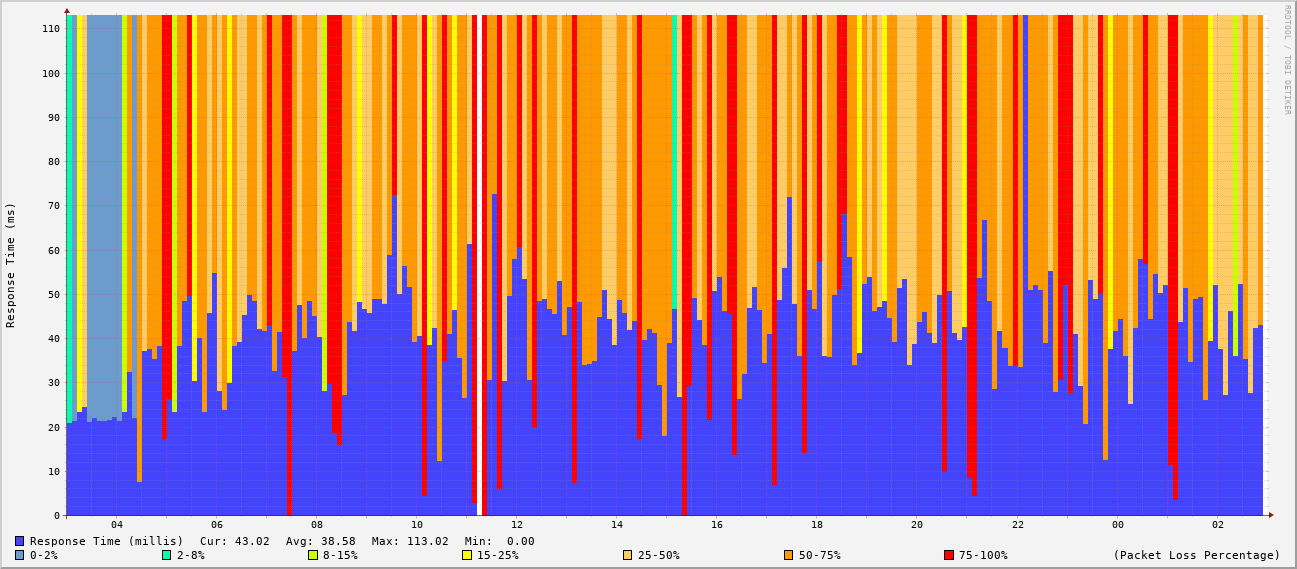 RRDTOOL / TOBI OETIKER
Response Time (ms)
110
100
90
80
70
60
50
40
30
20
10
0
04 06 08 10 12 14 16 18 20 22 00 02
Response Time (millis) Cur: 43.02 Avg: 38.58 Max: 113.02 Min: 0.00
0-2% 2-8% 8-15% 15-25% 25-50% 50-75% 75-100% (Packet Loss Percentage)